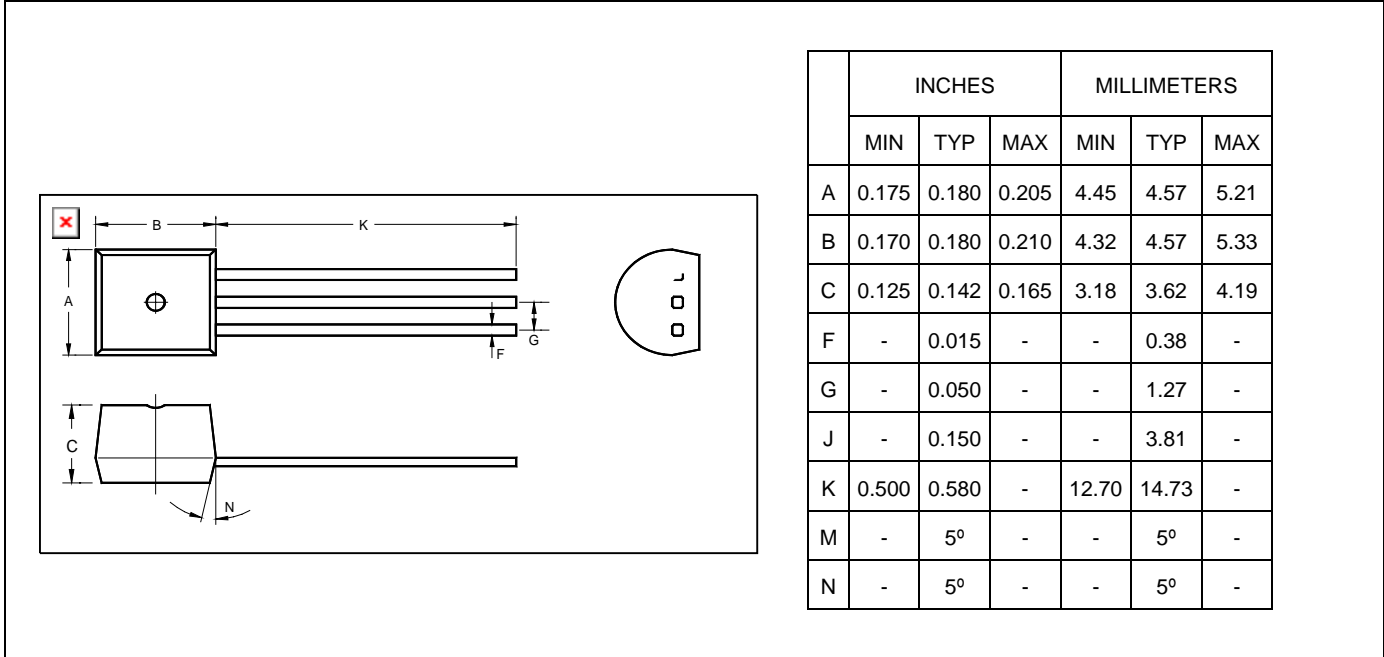 INCHES MILLIMETERS
MIN TYP MAX MIN TYP MAX
A 0.175 0.180 0.205 4.45 4.57 5.21
B 0.170 0.180 0.210 4.32 4.57 5.33
C 0.125 0.142 0.165 3.18 3.62 4.19
F - 0.015 - - 0.38 -
G - 0.050 - - 1.27 -
J - 0.150 - - 3.81 -
K 0.500 0.580 - 12.70 14.73 -
M - 5º - - 5º -
N - 5º - - 5º -
B K
A
F G
C
N